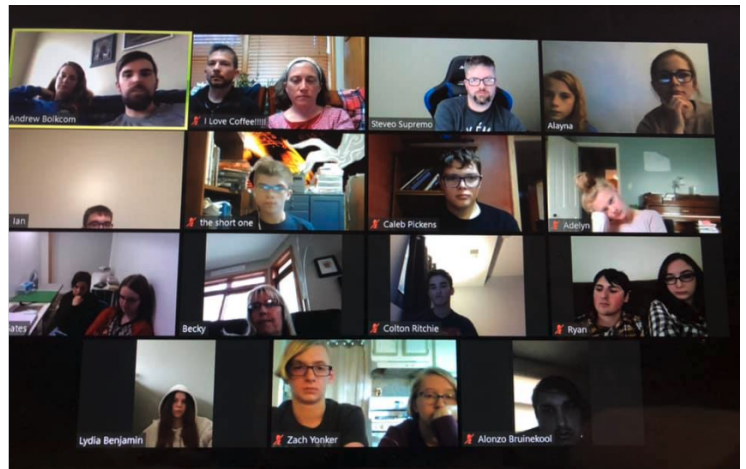 Andrew Bolkcom
I Love Coffee!!!!!
Steveo Supremo
Alayna
Ian
the short one
Caleb Pickens
Adelyn
Becky
Colton Ritchie
Ryan
Lydia Benjamin
Zach Yonker
Alonzo Bruinekool